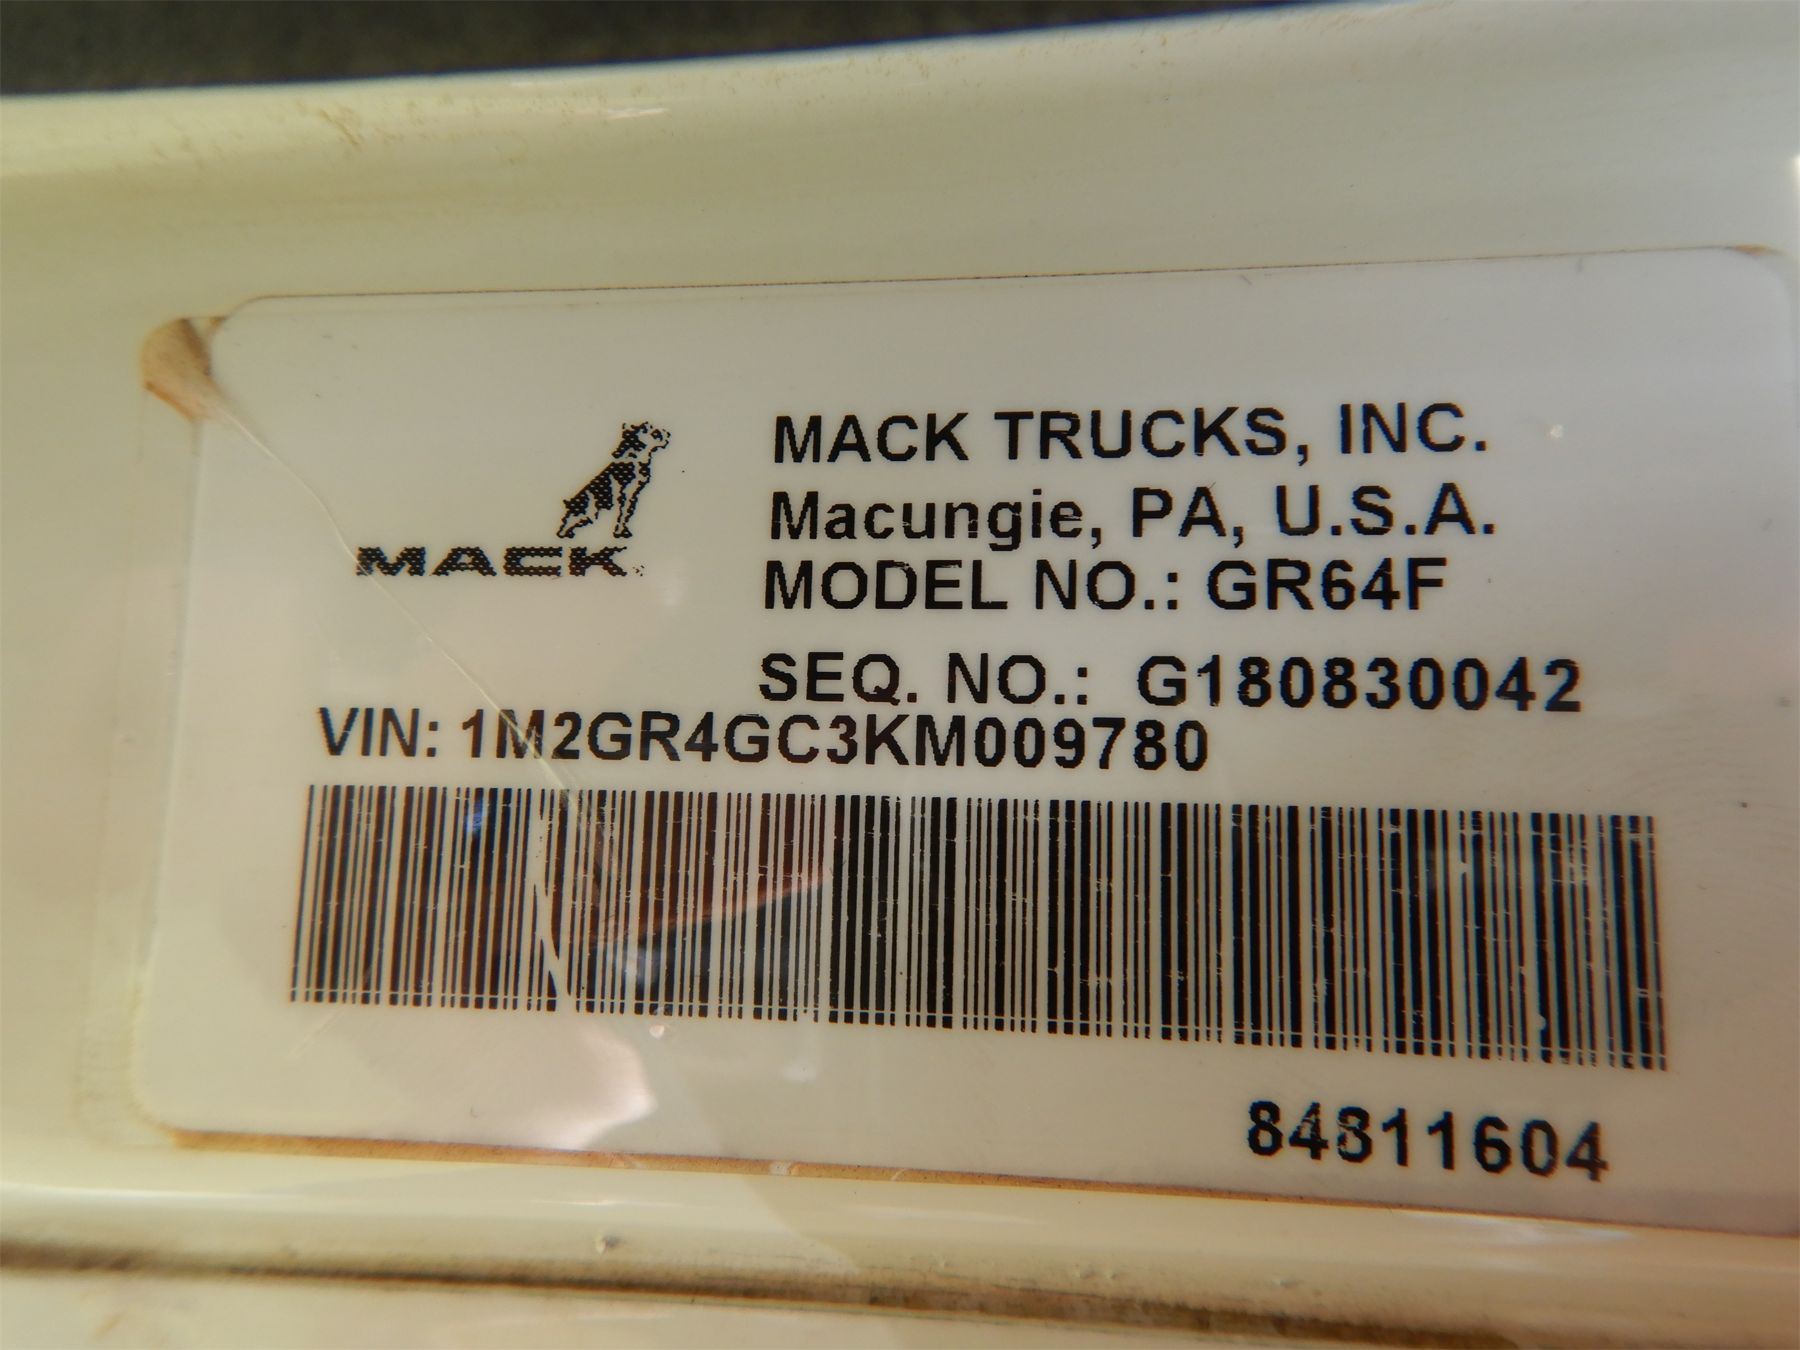 MACK TRUCKS, INC.
Macungie, PA, U.S.A.
MACK
MODEL NO.: GR64F
SEQ. NO.: G180830042
VIN: 1M2GR4GC3KM009780
84811604